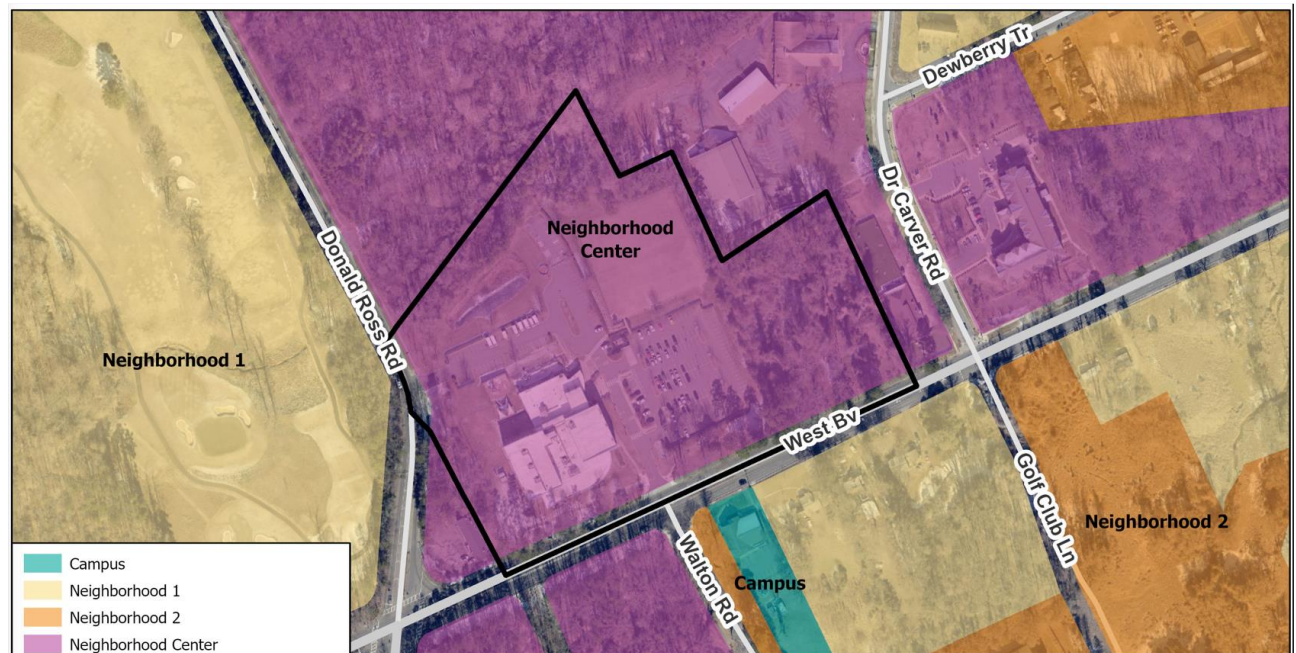 Dewberry Tr
Dr Carver Rd
Donald Ross Rd
Neighborhood
Center
Neighborhood 1
West Bv
Golf Club Ln
Neighborhood 2
Walton Rd
Campus
Campus
Neighborhood 1
Neighborhood 2
Neighborhood Center